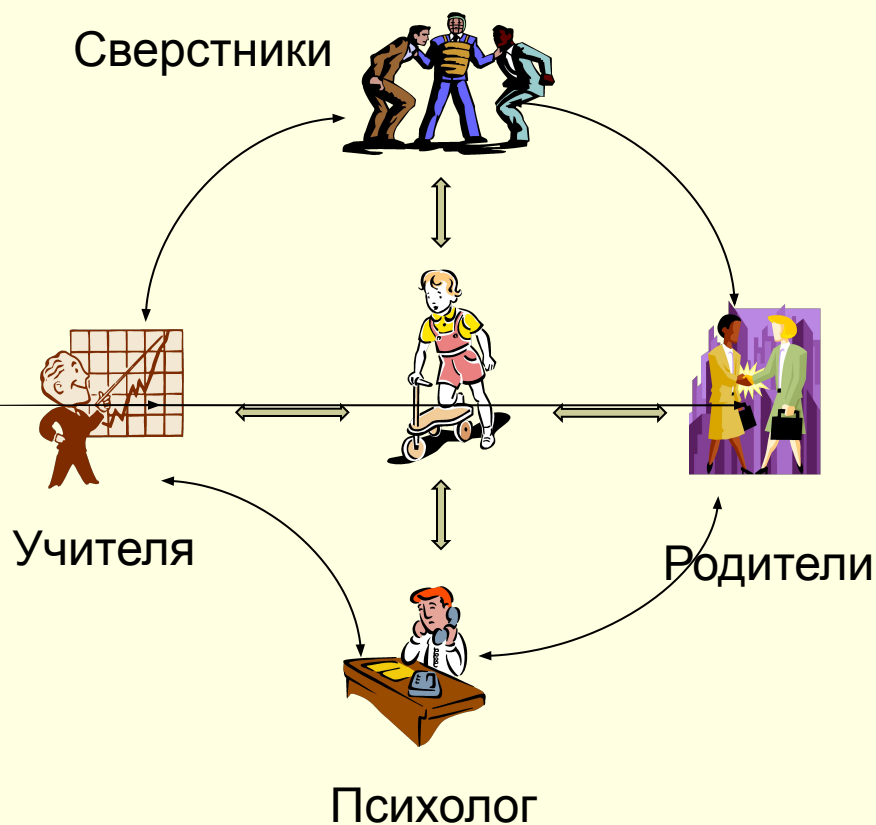 Сверстники
Учителя
Родители
Психолог